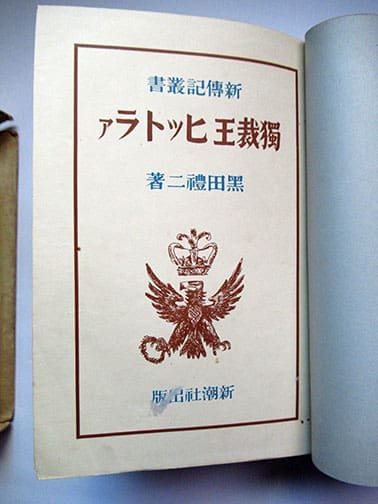 新傳記叢書
獨裁王ヒットラァ
黑田禮二著
新潮社出版